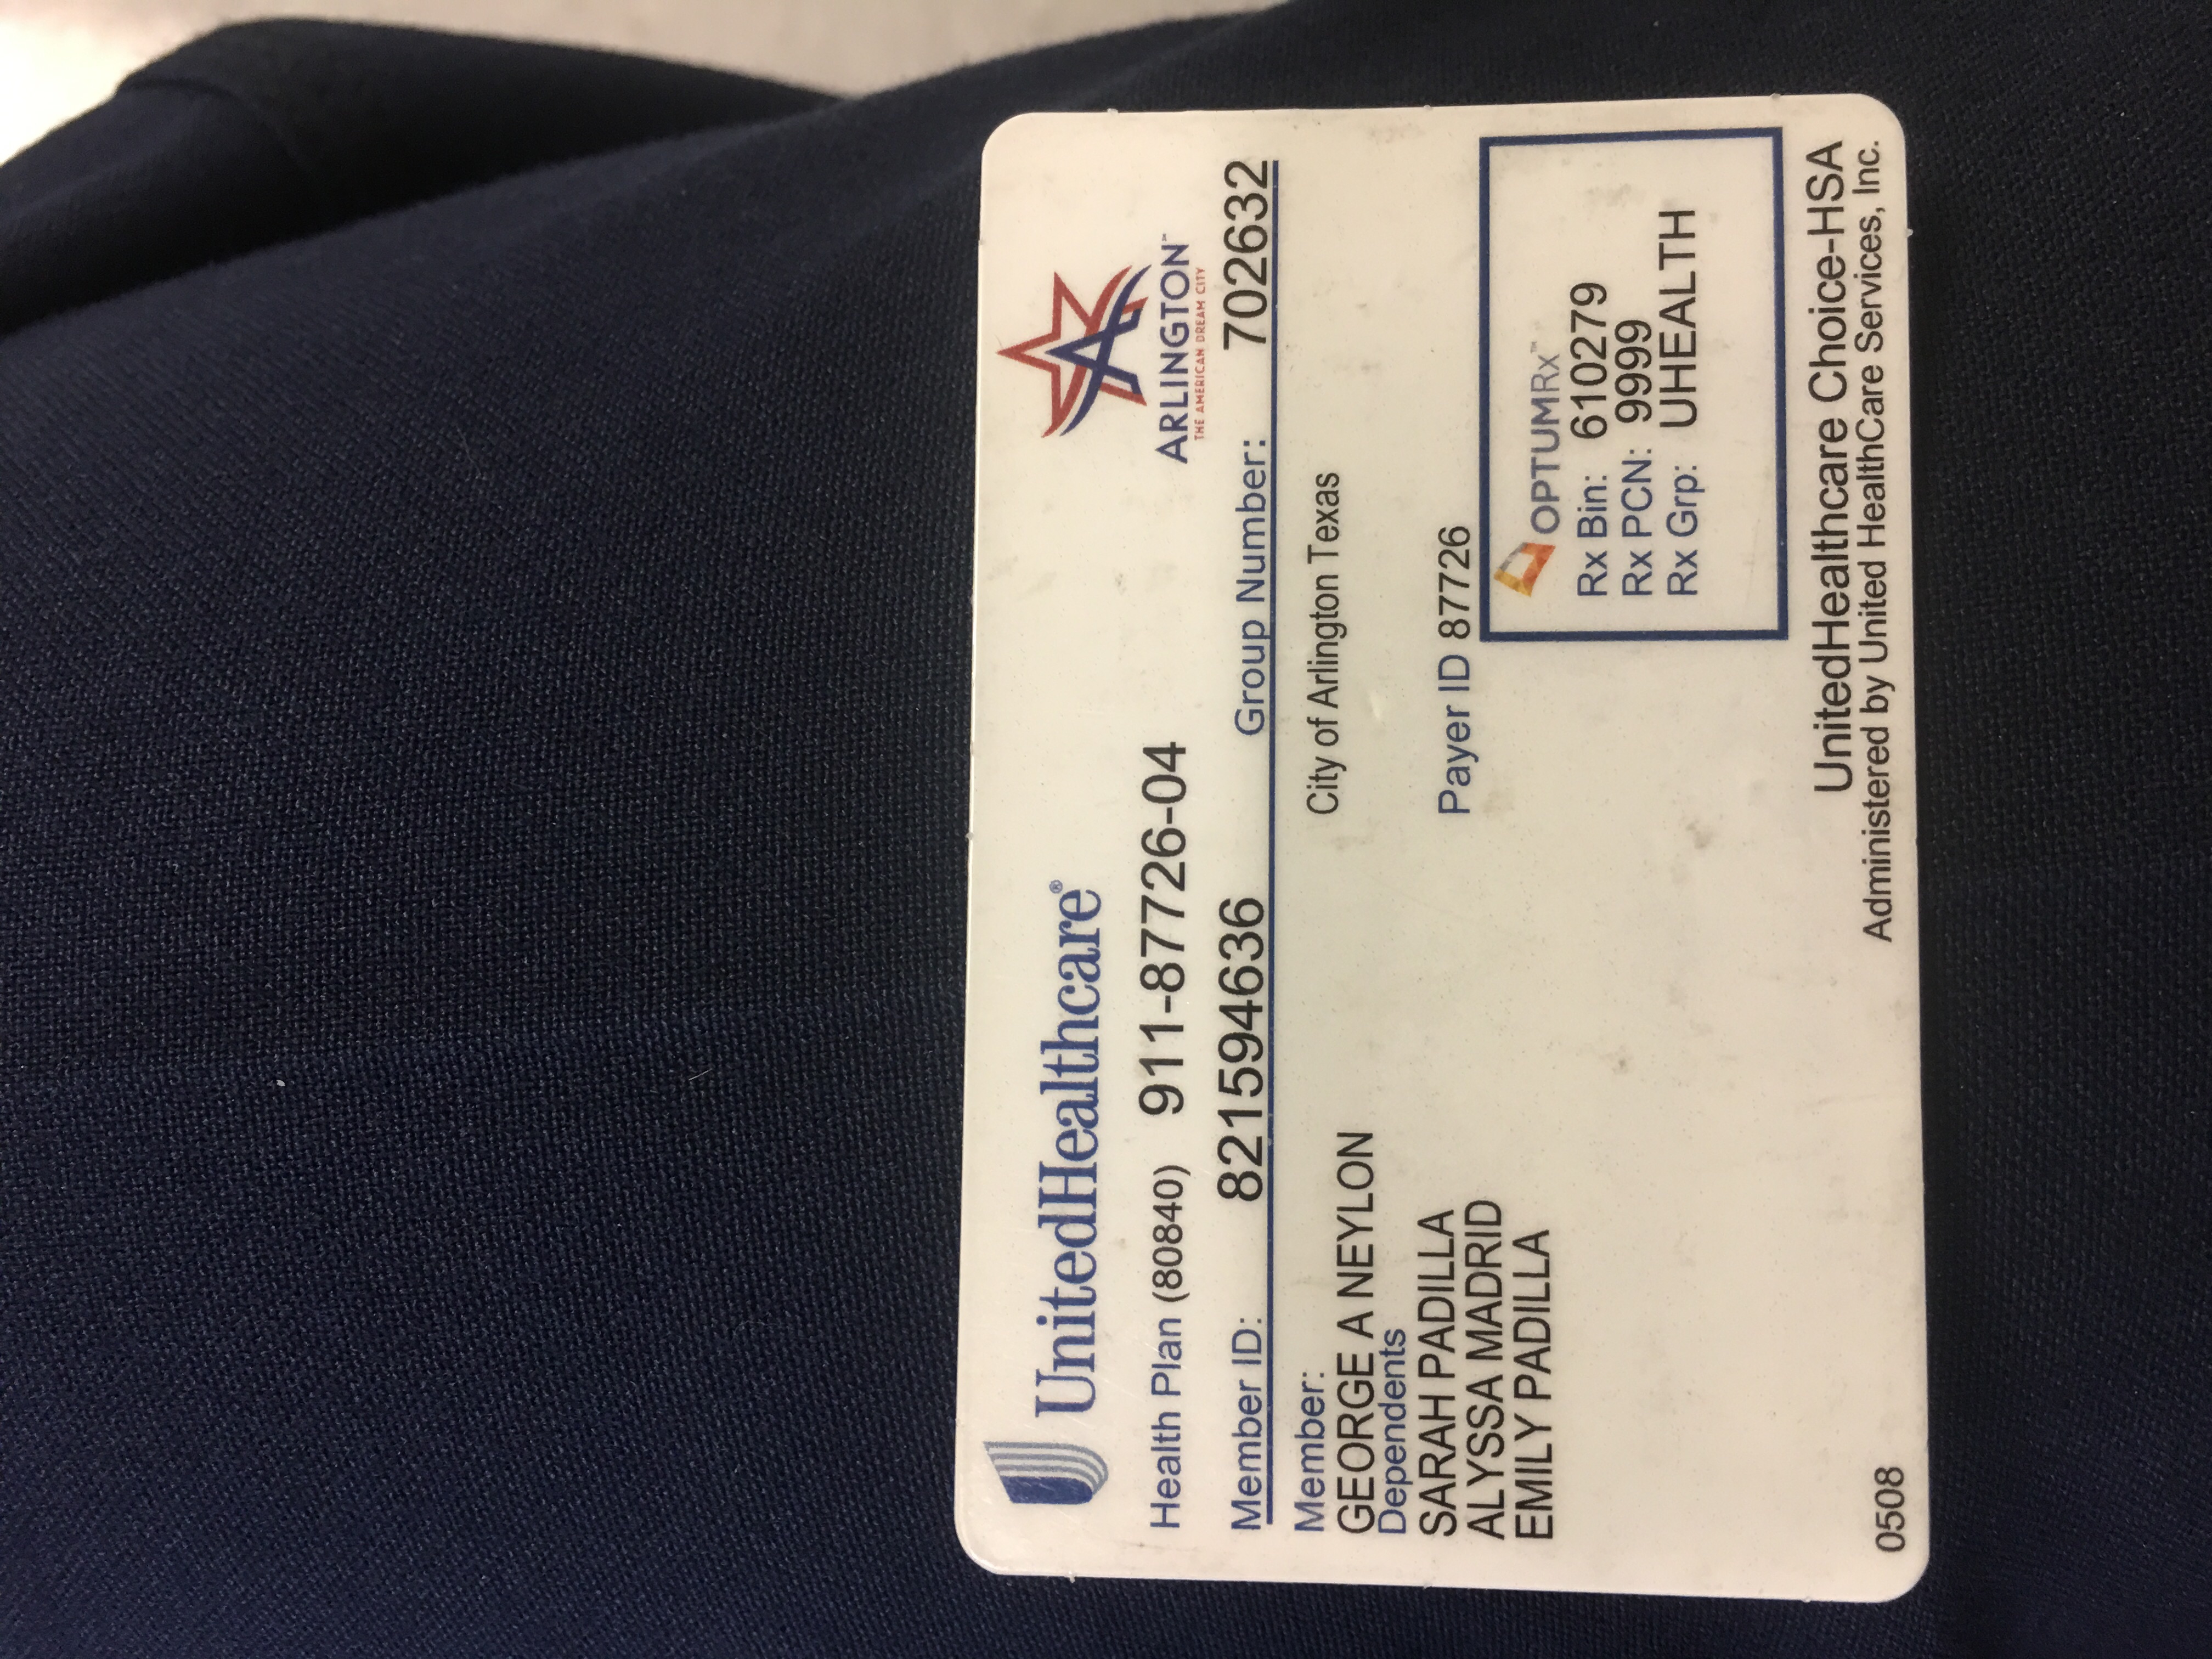 UnitedHealthcare®
ARLINGTON™
THE AMERICAN DREAM CITY
Health Plan (80840) 911-87726-04
Member ID: 821594636 Group Number: 702632
Member:
GEORGE A NEYLON
Dependents
SARAH PADILLA
ALYSSA MADRID
EMILY PADILLA
City of Arlington Texas
Payer ID 87726
OPTUMRx™
Rx Bin: 610279
Rx PCN: 9999
Rx Grp: UHEALTH
UnitedHealthcare Choice-HSA
0508 Administered by United HealthCare Services, Inc.